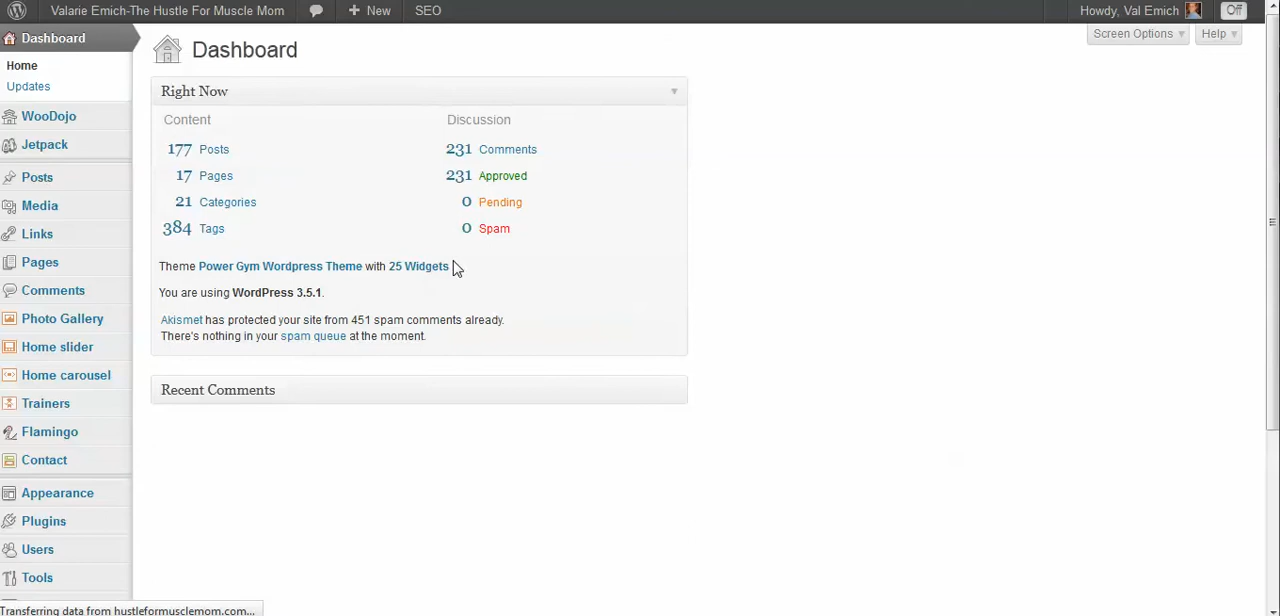 Valarie Emich-The Hustle For Muscle Mom
New
SEO
Howdy, Val Emich
Off
Dashboard
Home
Updates
WooDojo
Jetpack
Posts
Media
Links
Pages
Comments
Photo Gallery
Home slider
Home carousel
Trainers
Flamingo
Contact
Appearance
Plugins
Users
Tools
Screen Options
Help
Dashboard
Right Now
Content
Discussion
177 Posts
231 Comments
17 Pages
231 Approved
21 Categories
0 Pending
384 Tags
0 Spam
Theme Power Gym Wordpress Theme with 25 Widgets
You are using WordPress 3.5.1.
Akismet has protected your site from 451 spam comments already.
There's nothing in your spam queue at the moment.
Recent Comments
Transferring data from hustleformusclemom.com...